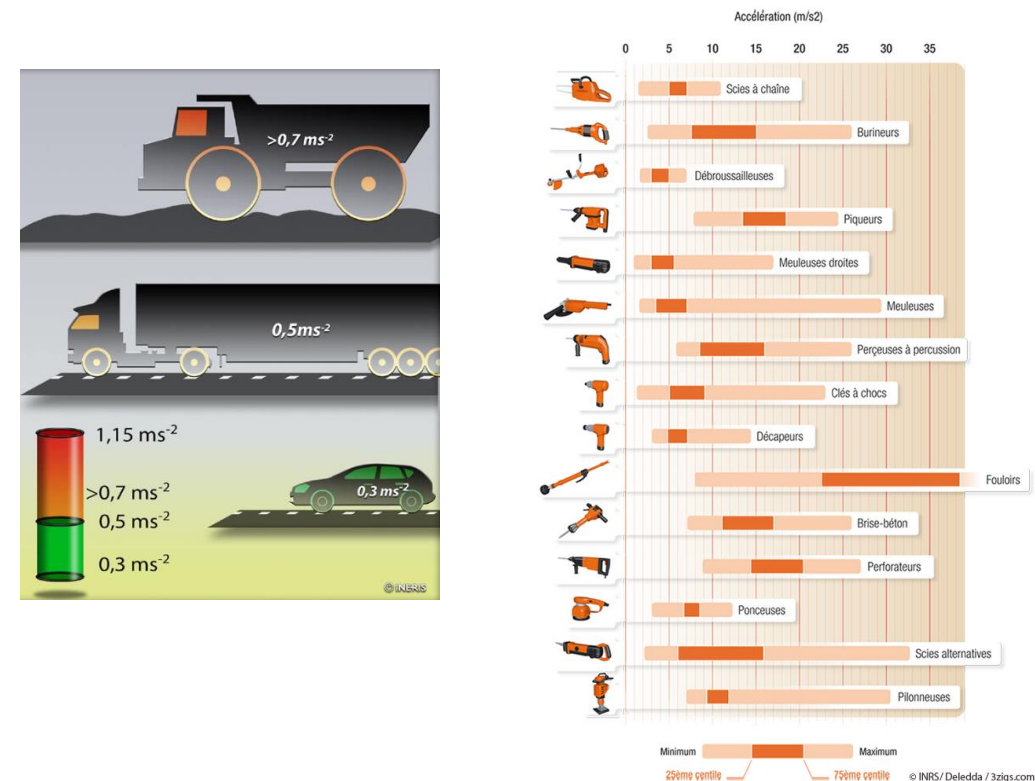 >0,7 ms-2
0,5ms-2
1,15 ms-2
>0,7 ms-2
0,5 ms-2
0,3 ms-2
0,3 ms-2
© INERIS
Accélération (m/s2)
0 5 10 15 20 25 30 35
Scies à chaîne
Burineurs
Débroussailleuses
Piqueurs
Meuleuses droites
Meuleuses
Perçeuses à percussion
Clés à chocs
Décapeurs
Fouloirs
Brise-béton
Perforateurs
Ponceuses
Scies alternatives
Pilonneuses
Minimum Maximum
25ème centile 75ème centile
© INRS/ Deledda / 3zigs.com